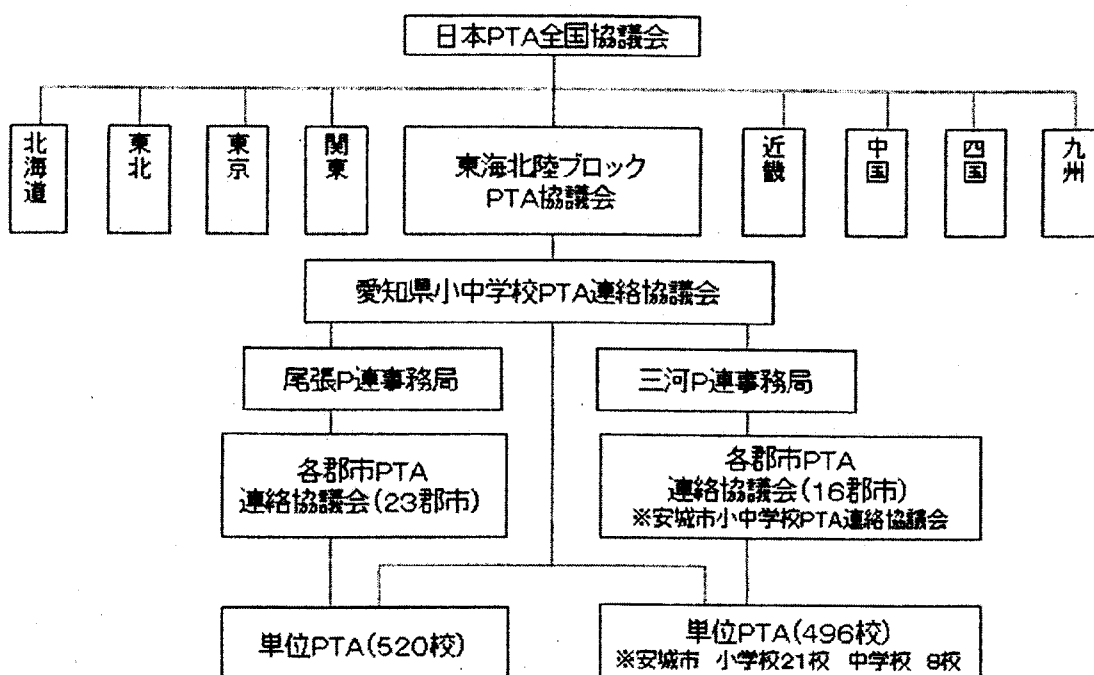 日本PTA全国協議会
北海道
東北
東京
関東
東海北陸ブロック
PTA協議会
近畿
中国
四国
九州
愛知県小中学校PTA連絡協議会
尾張P連事務局
三河P連事務局
各郡市PTA
連絡協議会(23郡市)
各郡市PTA
連絡協議会(16郡市)
※安城市小中学校PTA連絡協議会
単位PTA(520校)
単位PTA(496校)
※安城市 小学校21校 中学校 8校